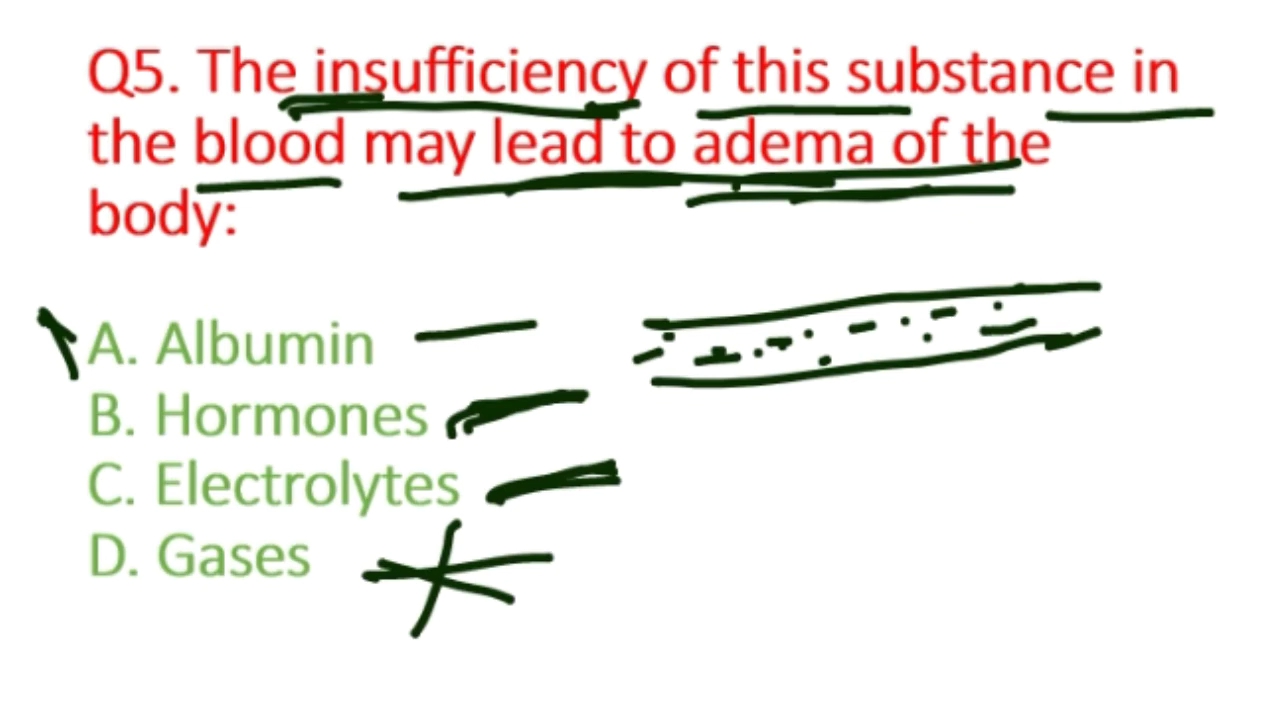 Q5. The insufficiency of this substance in
the blood may lead to adema of the
body:
A. Albumin
B. Hormones
C. Electrolytes
D. Gases